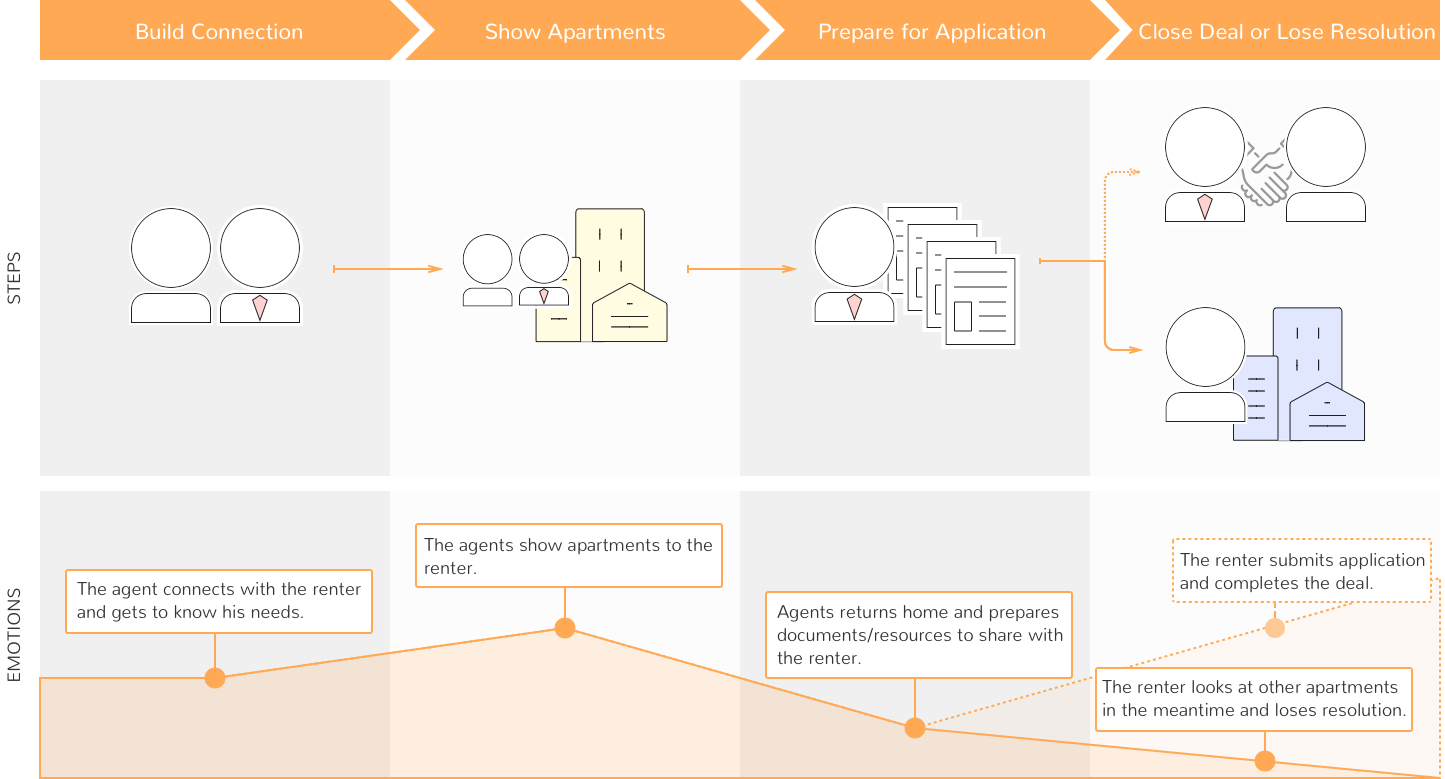 Build Connection
Show Apartments
Prepare for Application
Close Deal or Lose Resolution
STEPS
EMOTIONS
The agent connects with the renter
and gets to know his needs.
The agents show apartments to the
renter.
Agents returns home and prepares
documents/resources to share with
the renter.
The renter submits application
and completes the deal.
The renter looks at other apartments
in the meantime and loses resolution.